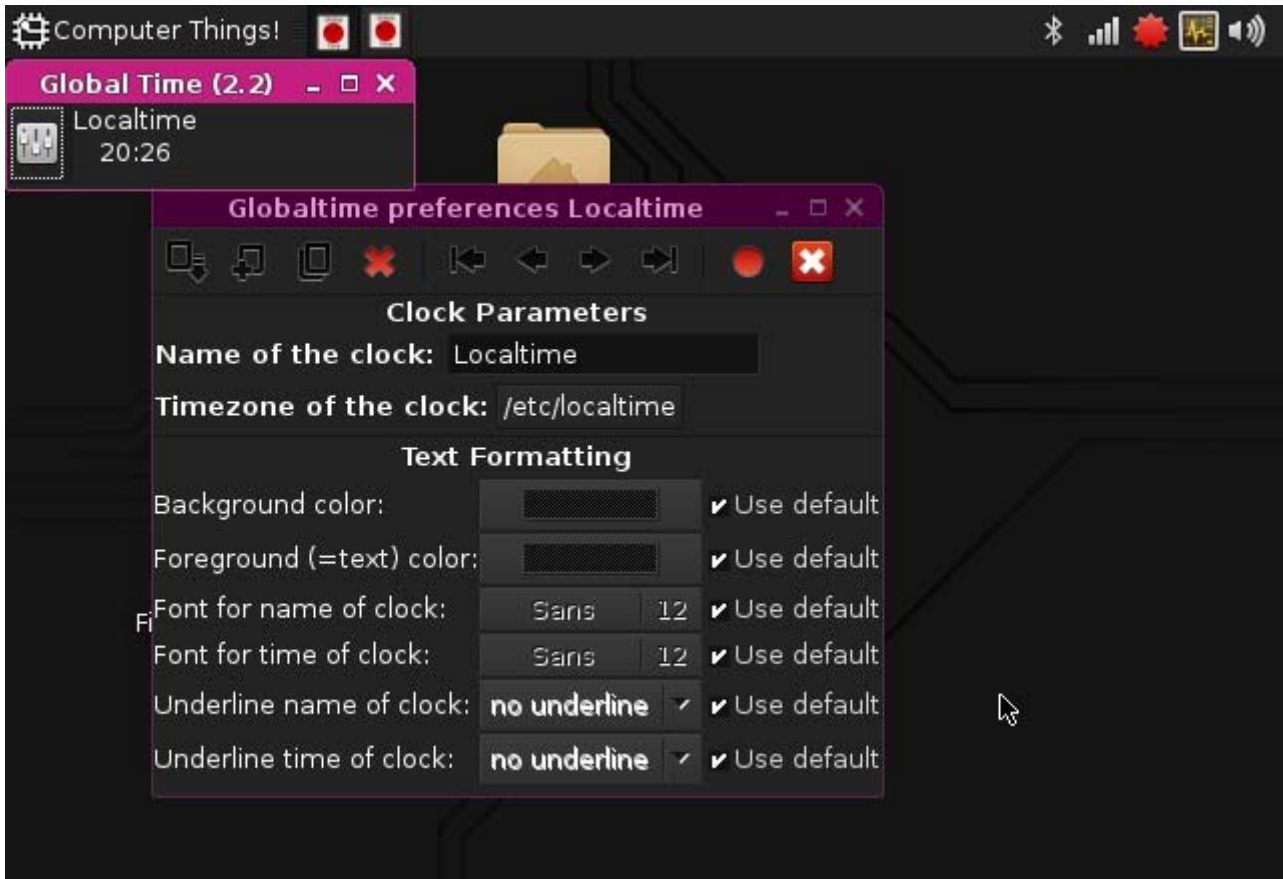 Computer Things!
Global Time (2.2)
Localtime
20:26
Globaltime preferences Localtime
Clock Parameters
Name of the clock: Localtime
Timezone of the clock: /etc/localtime
Text Formatting
Background color: Use default
Foreground (=text) color: Use default
Fi
Font for name of clock: Sans 12 Use default
Font for time of clock: Sans 12 Use default
Underline name of clock: no underline Use default
Underline time of clock: no underline Use default